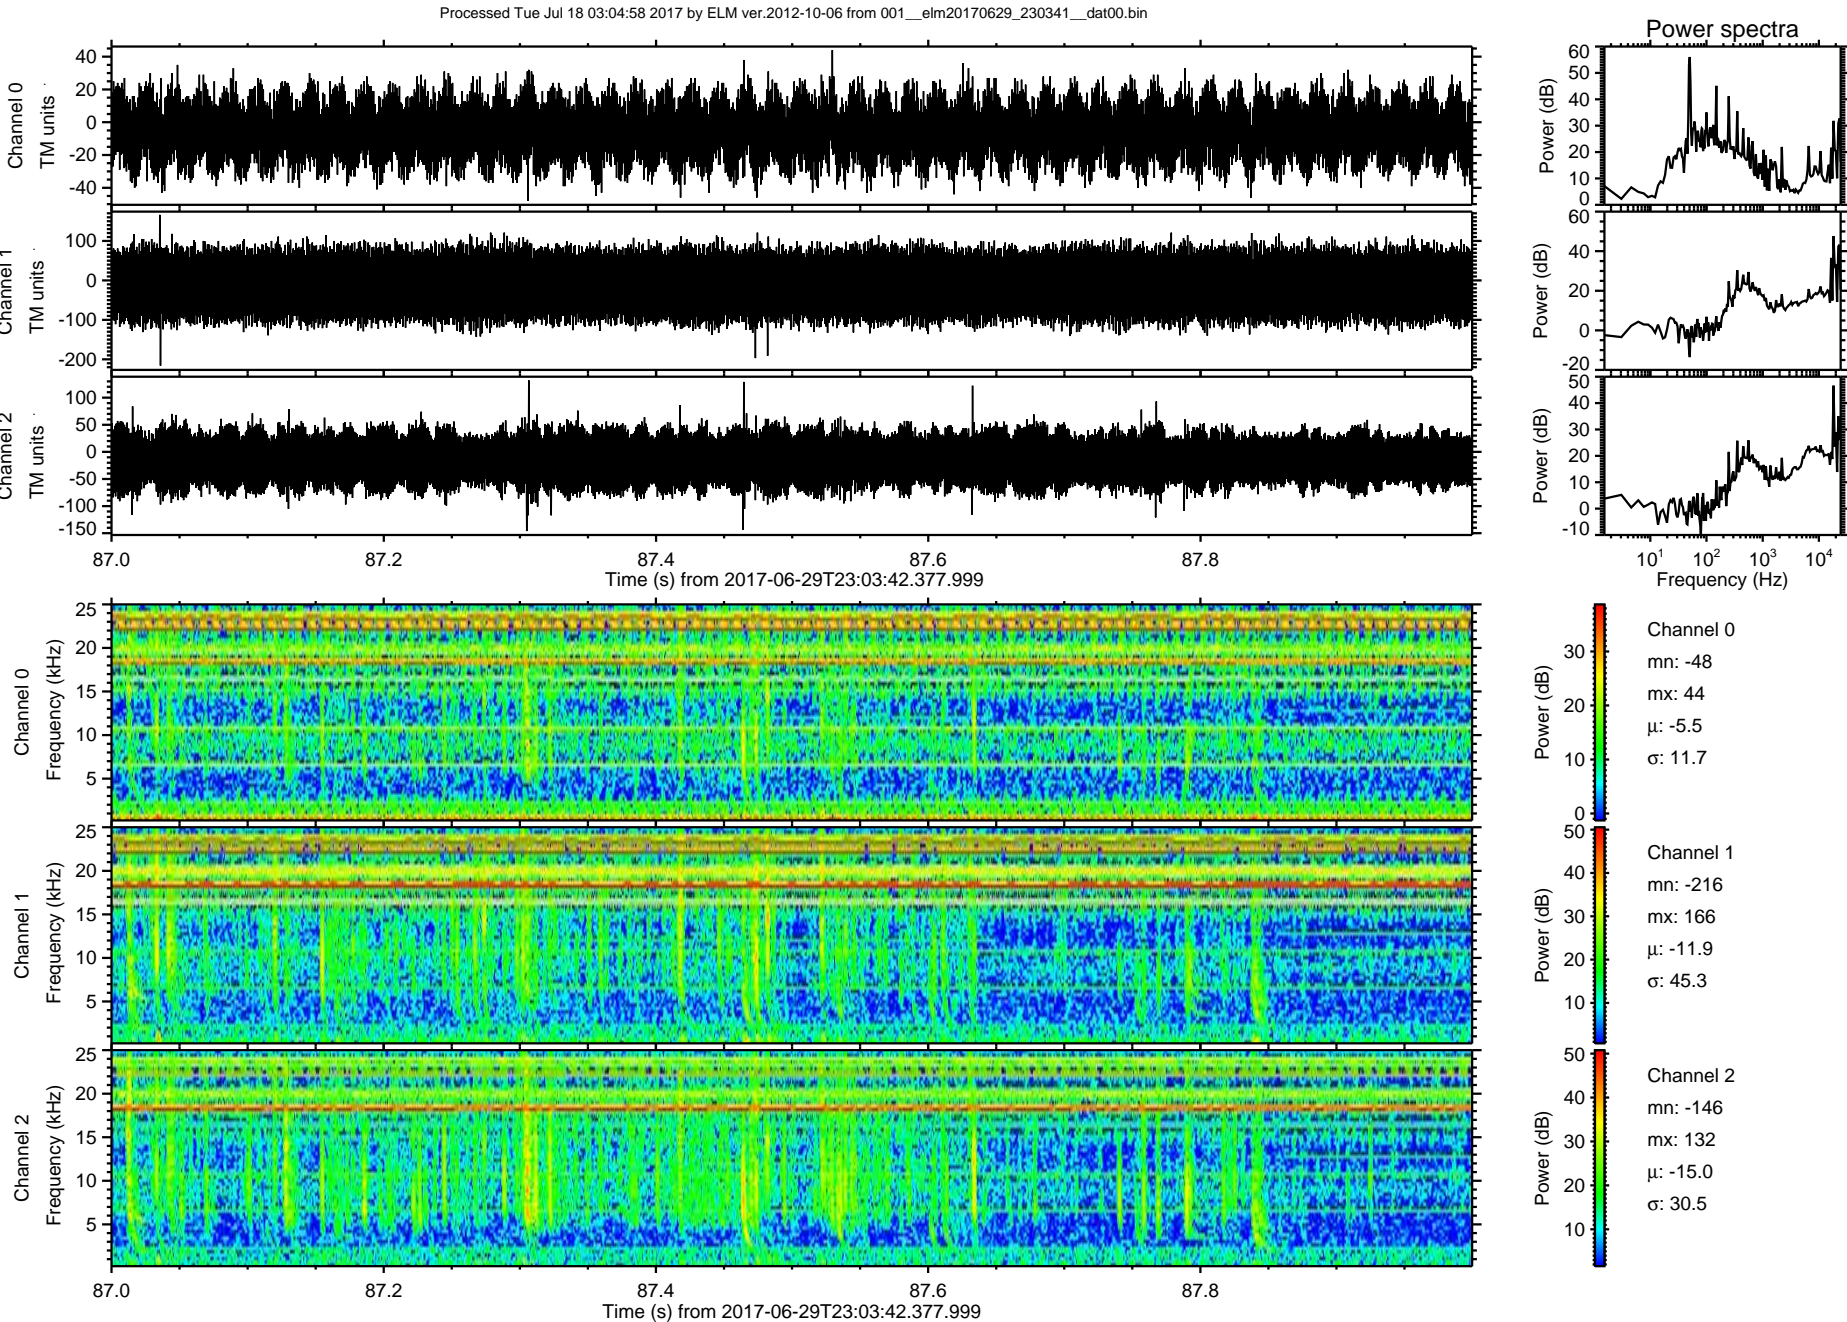 Processed Tue Jul 18 03:04:58 2017 by ELM ver.2012-10-06 from 001__elm20170629_230341__dat00.bin
Power spectra
Channel 0
TM units
40
20
0
-20
-40
Power (dB)
60
50
40
30
20
10
0
Channel 1
TM units
100
0
-100
-200
Power (dB)
60
40
20
0
-20
Channel 2
TM units
100
50
0
-50
-100
-150
Power (dB)
50
40
30
20
10
0
-10
87.0 87.2 87.4 87.6 87.8
Time (s) from 2017-06-29T23:03:42.377.999
10^1 10^2 10^3 10^4
Frequency (Hz)
Channel 0
Frequency (kHz)
25
20
15
10
5
Power (dB)
30
20
10
0
Channel 0
mn: -48
mx: 44
μ: -5.5
σ: 11.7
Channel 1
Frequency (kHz)
25
20
15
10
5
Power (dB)
50
40
30
20
10
Channel 1
mn: -216
mx: 166
μ: -11.9
σ: 45.3
Channel 2
Frequency (kHz)
25
20
15
10
5
Power (dB)
50
40
30
20
10
Channel 2
mn: -146
mx: 132
μ: -15.0
σ: 30.5
87.0 87.2 87.4 87.6 87.8
Time (s) from 2017-06-29T23:03:42.377.999